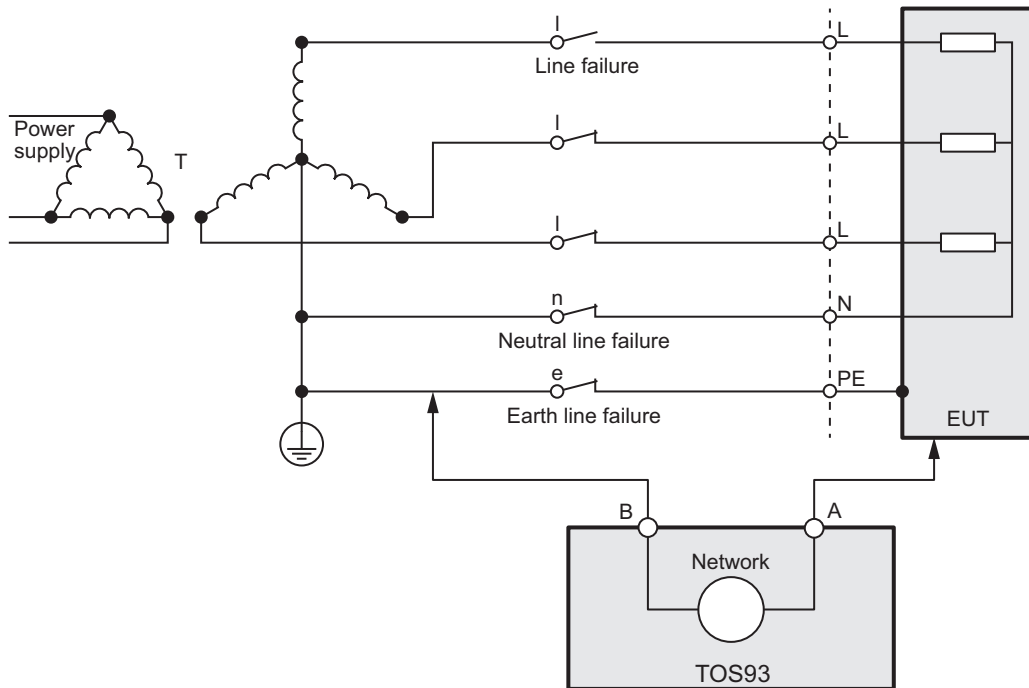 l
L
Line failure
Power
supply
T
l
L
l
L
n
N
Neutral line failure
e
PE
Earth line failure
EUT
B
A
Network
TOS93